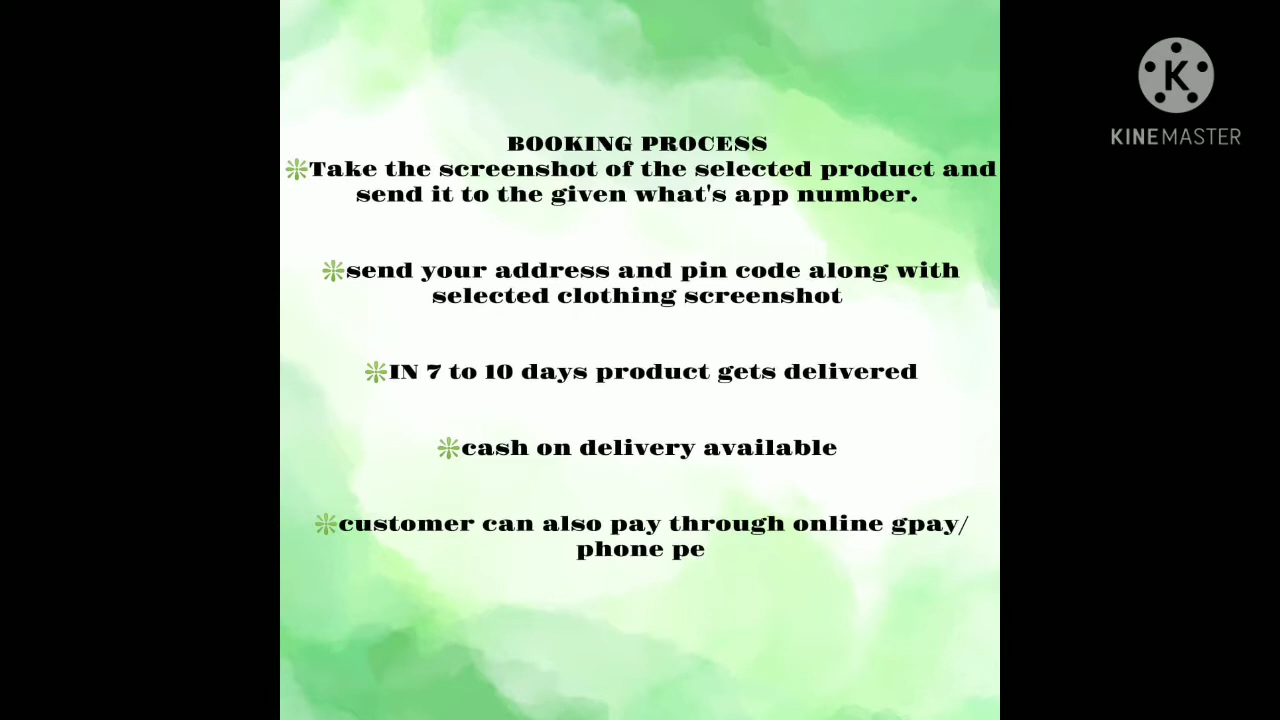 BOOKING PROCESS
❇Take the screenshot of the selected product and
send it to the given what's app number.
❇send your address and pin code along with
selected clothing screenshot
❇IN 7 to 10 days product gets delivered
❇cash on delivery available
❇customer can also pay through online gpay/
phone pe
K
KINEMASTER